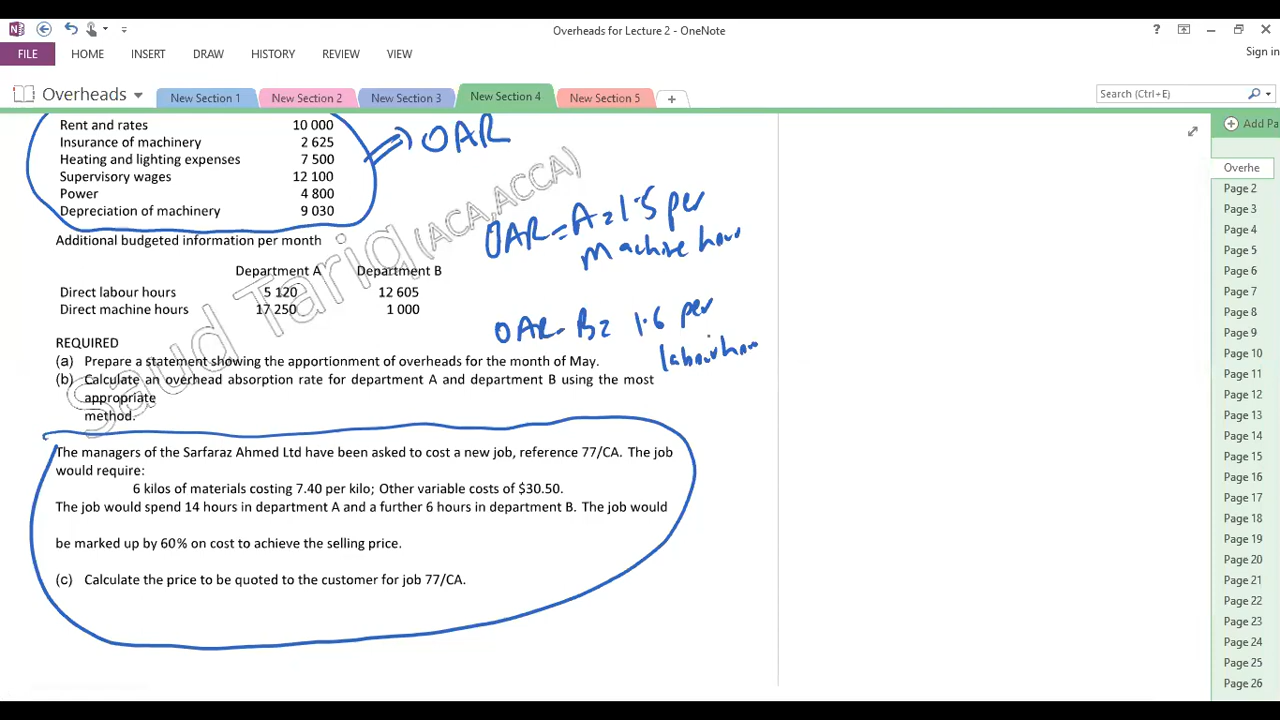 Overheads for Lecture 2 - OneNote
Sign in
FILE HOME INSERT DRAW HISTORY REVIEW VIEW
Overheads
New Section 1 New Section 2 New Section 3 New Section 4 New Section 5
Search (Ctrl+E)
Add Pa
Rent and rates 10 000
Insurance of machinery 2 625
Heating and lighting expenses 7 500
Supervisory wages 12 100
Power 4 800
Depreciation of machinery 9 030
OAR
Additional budgeted information per month
OAR = A = 1.5 per
Machine hour
Department A Department B
Direct labour hours 5 120 12 605
Direct machine hours 17 250 1 000
OAR - B = 1.6 per
labour hour
REQUIRED
(a) Prepare a statement showing the apportionment of overheads for the month of May.
(b) Calculate an overhead absorption rate for department A and department B using the most
appropriate
method.
The managers of the Sarfaraz Ahmed Ltd have been asked to cost a new job, reference 77/CA. The job
would require:
6 kilos of materials costing 7.40 per kilo; Other variable costs of $30.50.
The job would spend 14 hours in department A and a further 6 hours in department B. The job would
be marked up by 60% on cost to achieve the selling price.
(c) Calculate the price to be quoted to the customer for job 77/CA.
Saud Tariq (ACA,ACCA)
Overhe
Page 2
Page 3
Page 4
Page 5
Page 6
Page 7
Page 8
Page 9
Page 10
Page 11
Page 12
Page 13
Page 14
Page 15
Page 16
Page 17
Page 18
Page 19
Page 20
Page 21
Page 22
Page 23
Page 24
Page 25
Page 26